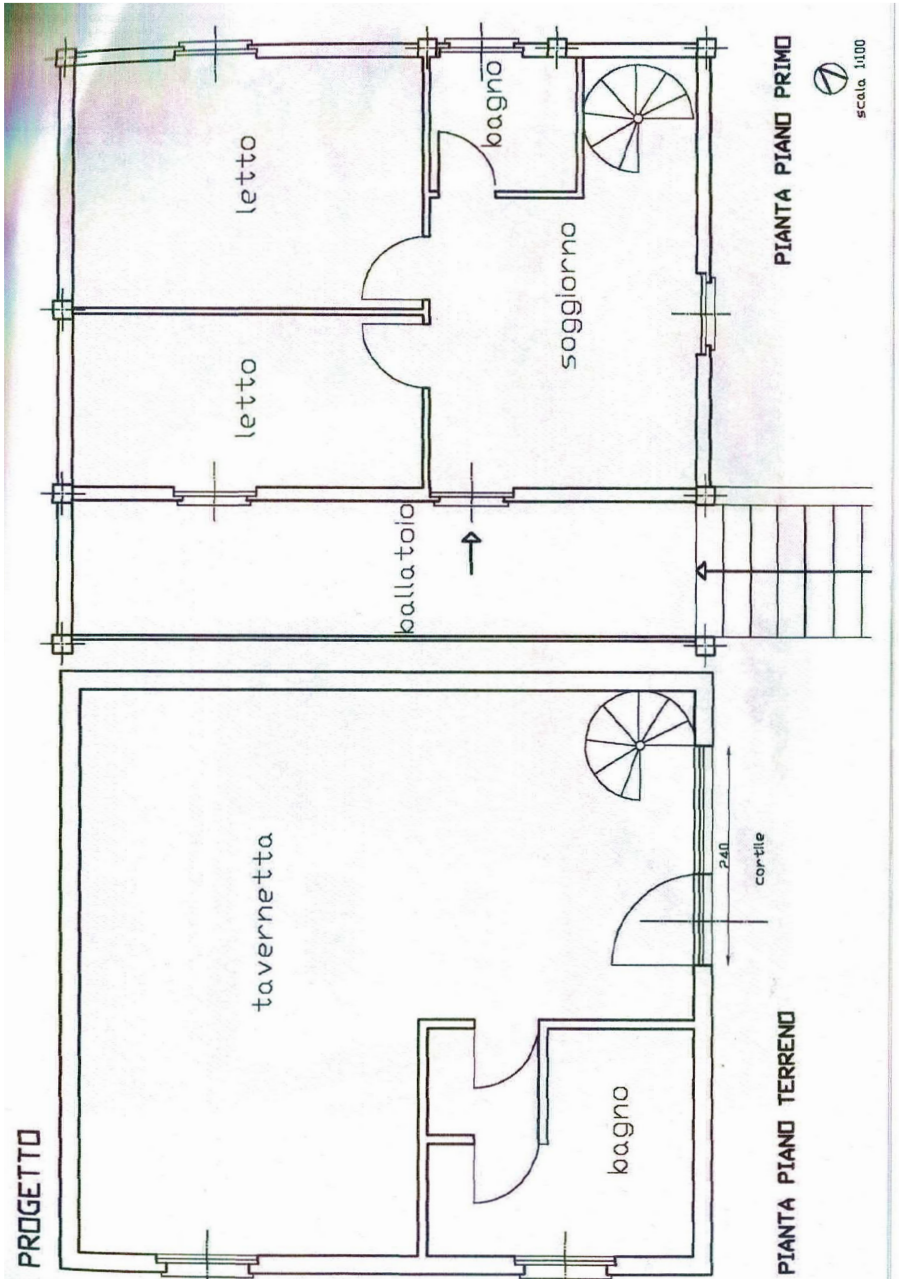 PROGETTO
tavernetta
bagno
240
cortile
PIANTA PIANO TERRENO
letto
letto
bagno
soggiorno
ballatoio
PIANTA PIANO PRIMO
scala 1:100